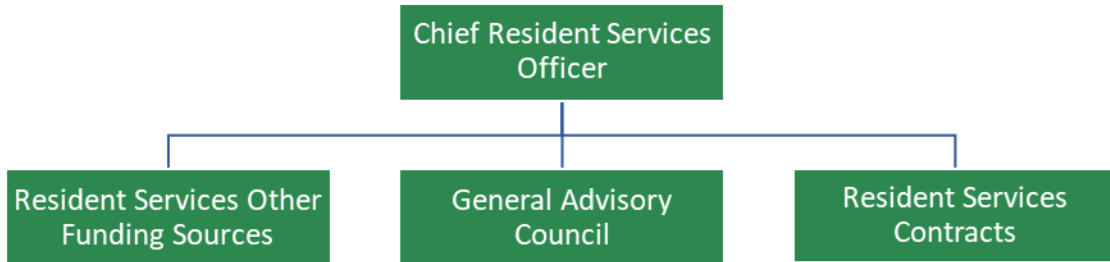 Chief Resident Services
Officer
Resident Services Other
Funding Sources
General Advisory
Council
Resident Services
Contracts